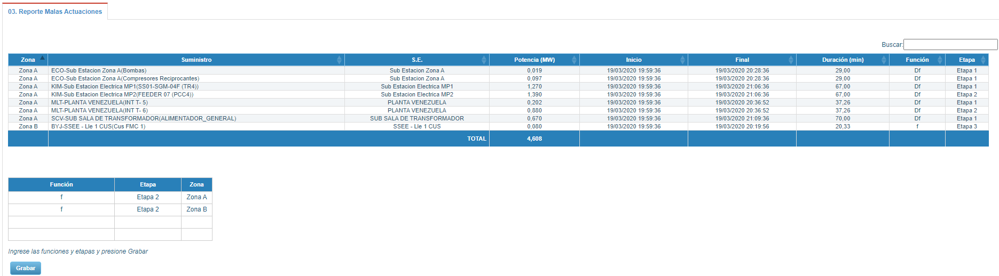 03. Reporte Malas Actuaciones
Buscar:
Zona Suministro S.E. Potencia (MW) Inicio Final Duración (min) Función Etapa
Zona A ECO-Sub Estacion Zona A(Bombas) Sub Estacion Zona A 0,019 19/03/2020 19:59:36 19/03/2020 20:28:36 29,00 Df Etapa 1
Zona A ECO-Sub Estacion Zona A(Compresores Reciprocantes) Sub Estacion Zona A 0,097 19/03/2020 19:59:36 19/03/2020 20:28:36 29,00 Df Etapa 1
Zona A KIM-Sub Estacion Electrica MP1(SS01-SGM-04F (TR4)) Sub Estacion Electrica MP1 1,270 19/03/2020 19:59:36 19/03/2020 21:06:36 67,00 Df Etapa 1
Zona A KIM-Sub Estacion Electrica MP2(FEEDER 07 (PCC4)) Sub Estacion Electrica MP2 1,390 19/03/2020 19:59:36 19/03/2020 21:06:36 67,00 Df Etapa 2
Zona A MLT-PLANTA VENEZUELA(INT T- 5) PLANTA VENEZUELA 0,202 19/03/2020 19:59:36 19/03/2020 20:36:52 37,26 Df Etapa 1
Zona A MLT-PLANTA VENEZUELA(INT T- 6) PLANTA VENEZUELA 0,880 19/03/2020 19:59:36 19/03/2020 20:36:52 37,26 Df Etapa 2
Zona A SCV-SUB SALA DE TRANSFORMADOR(ALIMENTADOR_GENERAL) SUB SALA DE TRANSFORMADOR 0,670 19/03/2020 19:59:36 19/03/2020 21:09:36 70,00 Df Etapa 1
Zona B BYJ-SSEE - Lle 1 CUS(Cus FMC 1) SSEE - Lle 1 CUS 0,080 19/03/2020 19:59:36 19/03/2020 20:19:56 20,33 f Etapa 3
TOTAL 4,608
Función Etapa Zona
f Etapa 2 Zona A
f Etapa 2 Zona B
Ingrese las funciones y etapas y presione Grabar
Grabar